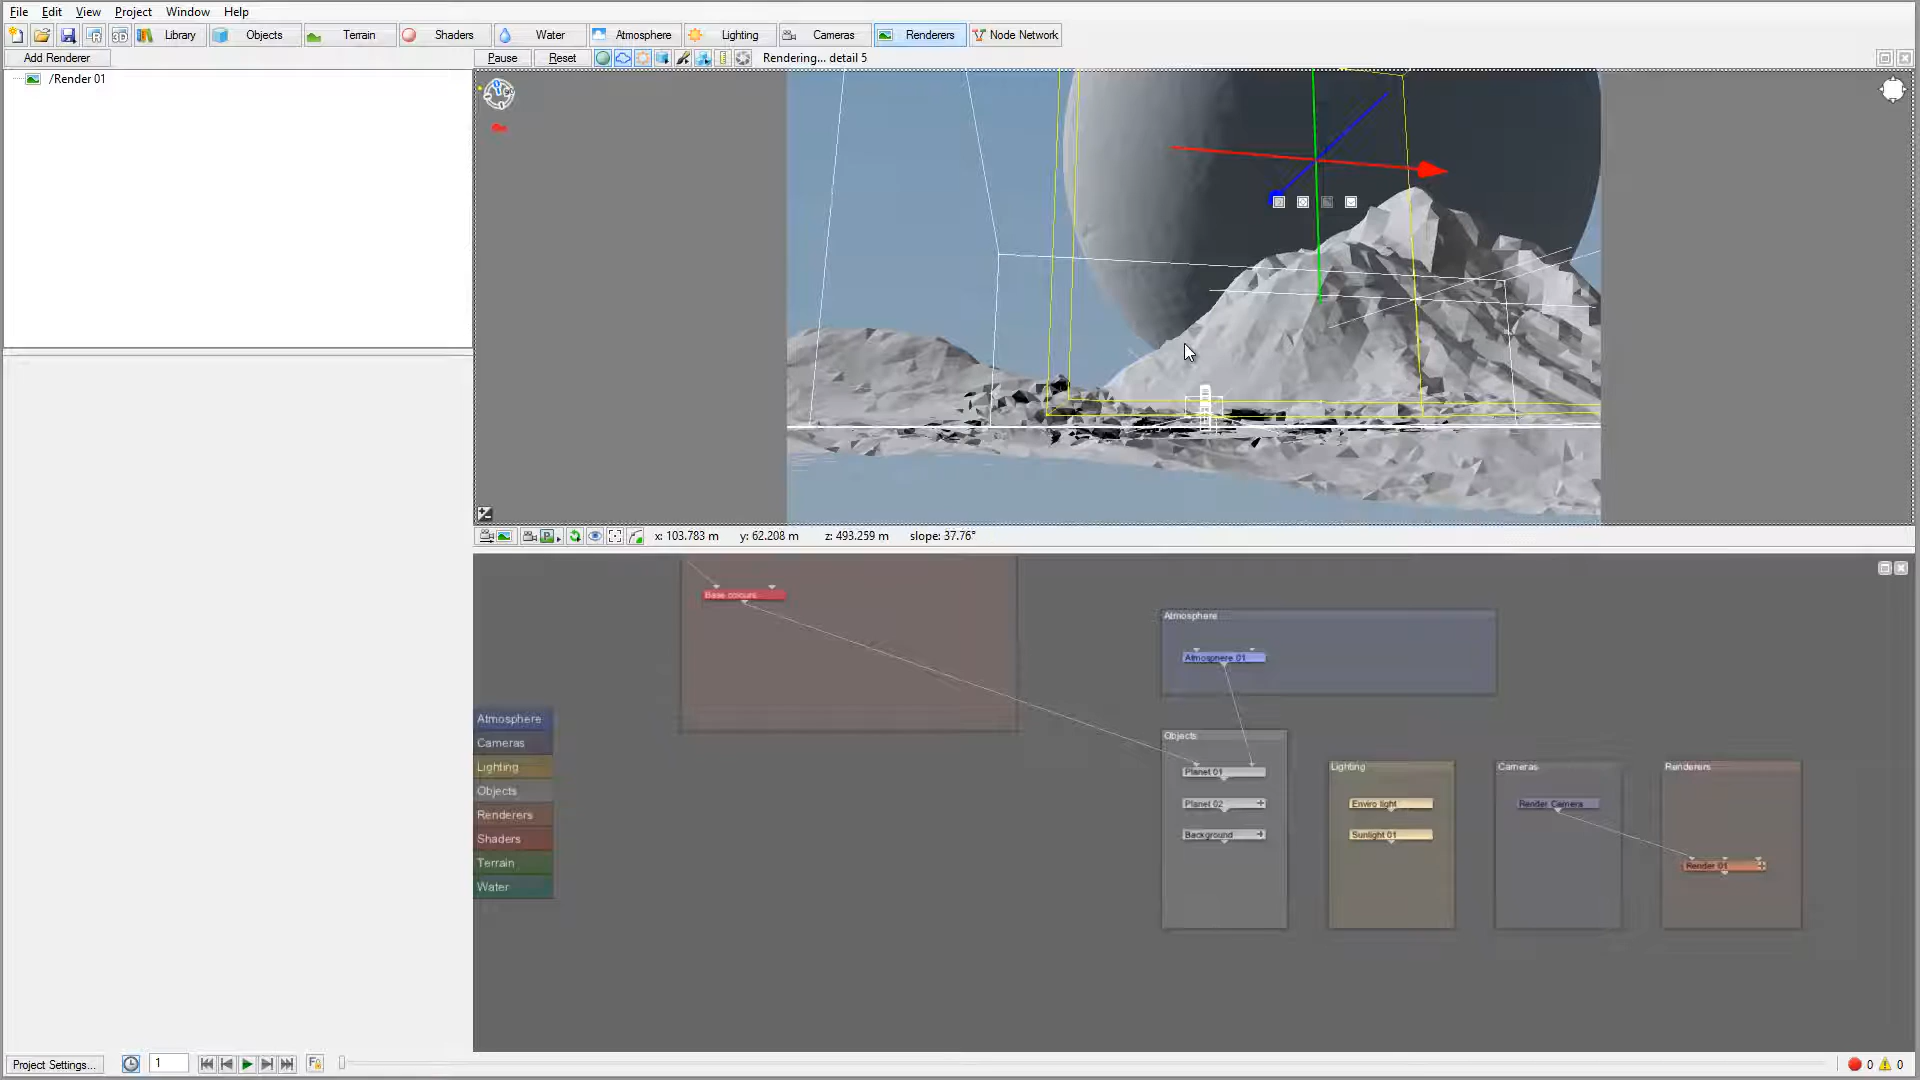 File Edit View Project Window Help
Library Objects Terrain Shaders Water Atmosphere Lighting Cameras Renderers Node Network
Add Renderer Pause Reset Rendering... detail 5
/Render 01
x: 103.783 m y: 62.208 m z: 493.259 m slope: 37.76°
Base colours
Atmosphere
Atmosphere 01
Objects
Planet 01
Planet 02
Background
Lighting
Enviro light
Sunlight 01
Cameras
Render Camera
Renderers
Render 01
Atmosphere
Cameras
Lighting
Objects
Renderers
Shaders
Terrain
Water
Project Settings... 1 0 0